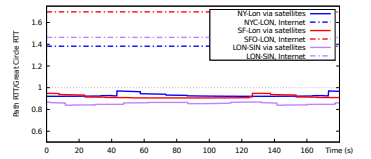 Path RTT/Great Circle RTT
1.6
1.4
1.2
1
0.8
0.6
NY-Lon via satellites
NYC-LON, Internet
SF-Lon via satellites
SFO-LON, Internet
LON-SIN via satellites
LON-SIN, Internet
0 20 40 60 80 100 120 140 160 Time (s)